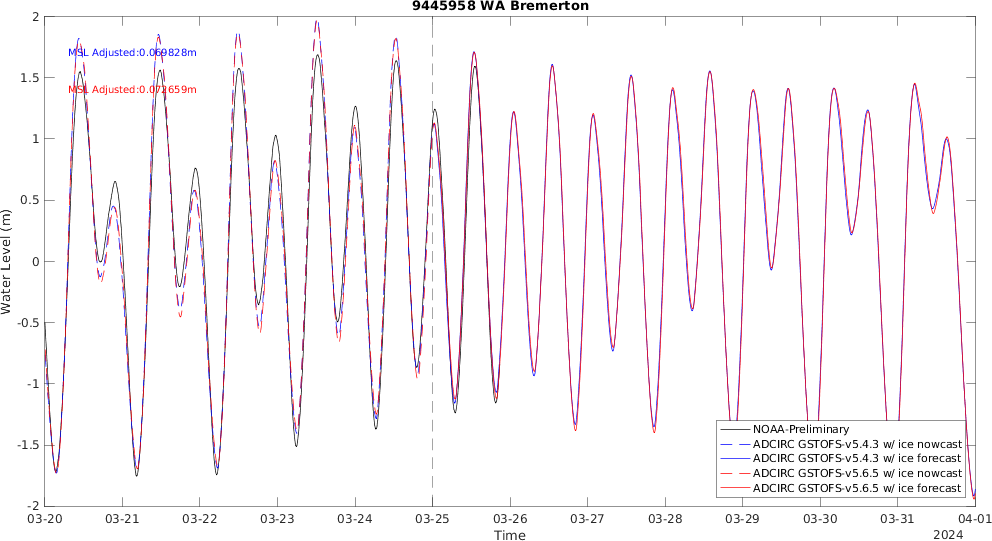 9445958 WA Bremerton
2
1.5
1
0.5
0
-0.5
-1
-1.5
-2
Water Level (m)
MSL Adjusted:0.069828m
MSL Adjusted:0.072659m
NOAA-Preliminary
ADCIRC GSTOFS-v5.4.3 w/ ice nowcast
ADCIRC GSTOFS-v5.4.3 w/ ice forecast
ADCIRC GSTOFS-v5.6.5 w/ ice nowcast
ADCIRC GSTOFS-v5.6.5 w/ ice forecast
03-20 03-21 03-22 03-23 03-24 03-25 03-26 03-27 03-28 03-29 03-30 03-31 04-01
Time
2024